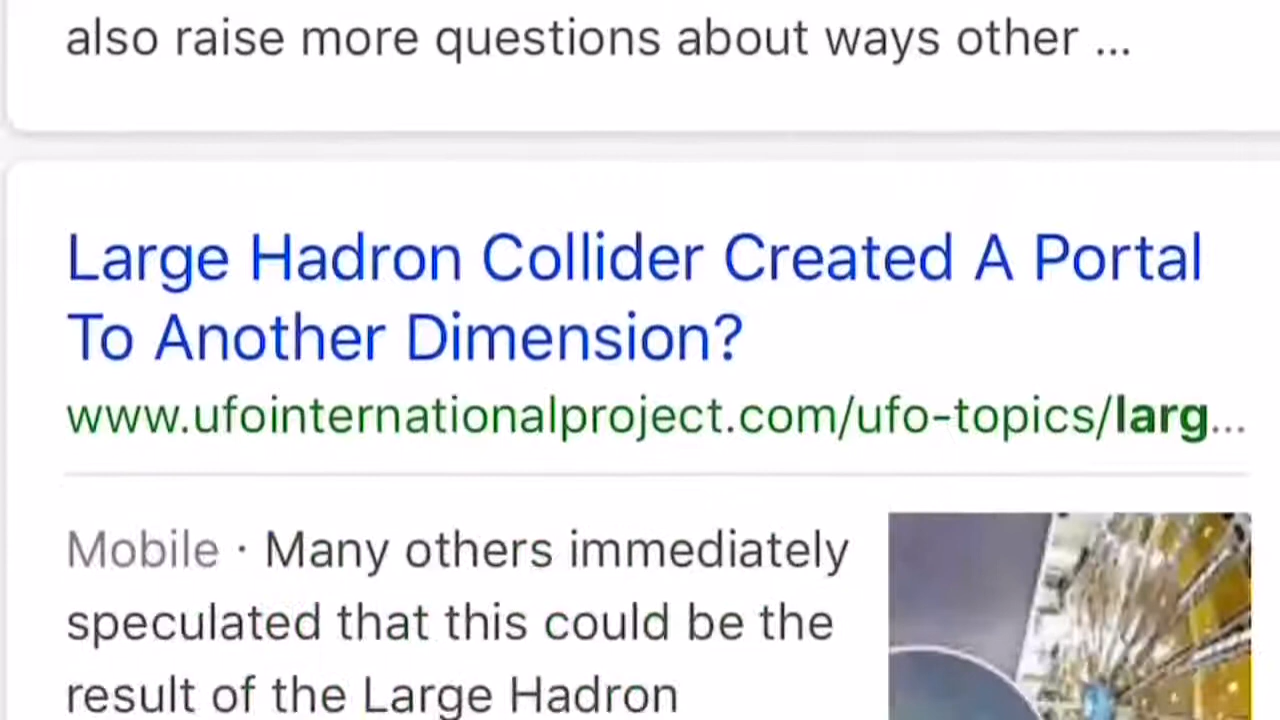 also raise more questions about ways other ...
Large Hadron Collider Created A Portal
To Another Dimension?
www.ufointernationalproject.com/ufo-topics/larg...
Mobile · Many others immediately
speculated that this could be the
result of the Large Hadron